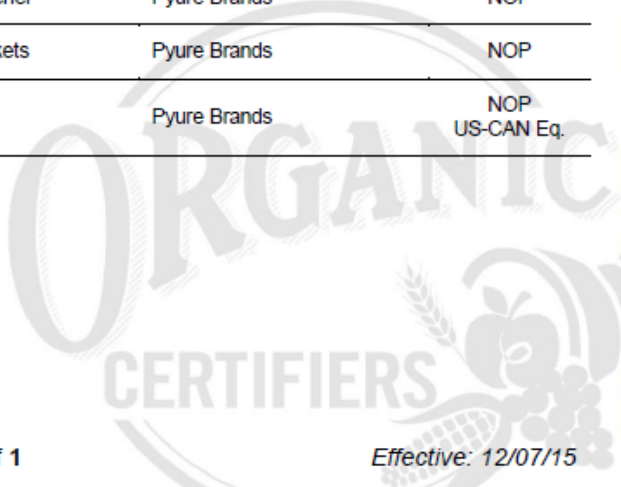 Pyure Brands NOP
kets Pyure Brands NOP
Pyure Brands NOP
US-CAN Eq.
ORGANIC
CERTIFIERS
1 Effective: 12/07/15